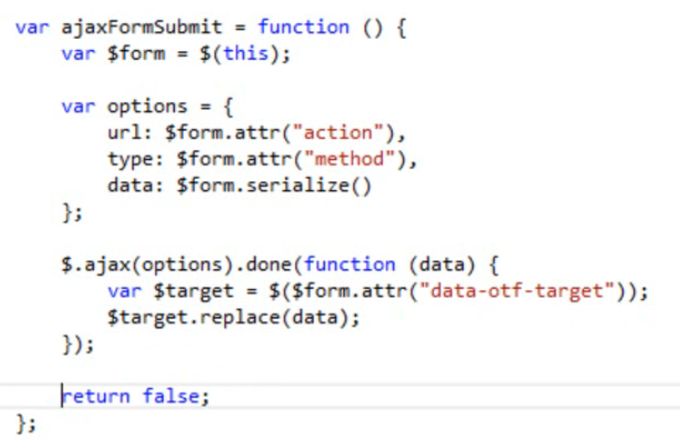 var ajaxFormSubmit = function () {
var $form = $(this);
var options = {
url: $form.attr("action"),
type: $form.attr("method"),
data: $form.serialize()
};
$.ajax(options).done(function (data) {
var $target = $($form.attr("data-otf-target"));
$target.replace(data);
});
return false;
};